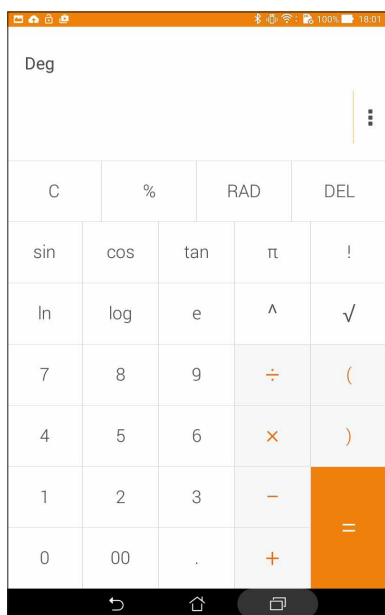 100% 18:01
Deg
C % RAD DEL
sin cos tan π !
ln log e ^ √
7 8 9 ÷ (
4 5 6 × )
1 2 3 −
=
0 00 . +